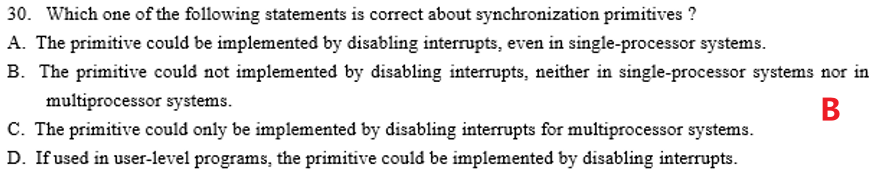 30. Which one of the following statements is correct about synchronization primitives ?
A. The primitive could be implemented by disabling interrupts, even in single-processor systems.
B. The primitive could not implemented by disabling interrupts, neither in single-processor systems nor in
multiprocessor systems.
B
C. The primitive could only be implemented by disabling interrupts for multiprocessor systems.
D. If used in user-level programs, the primitive could be implemented by disabling interrupts.